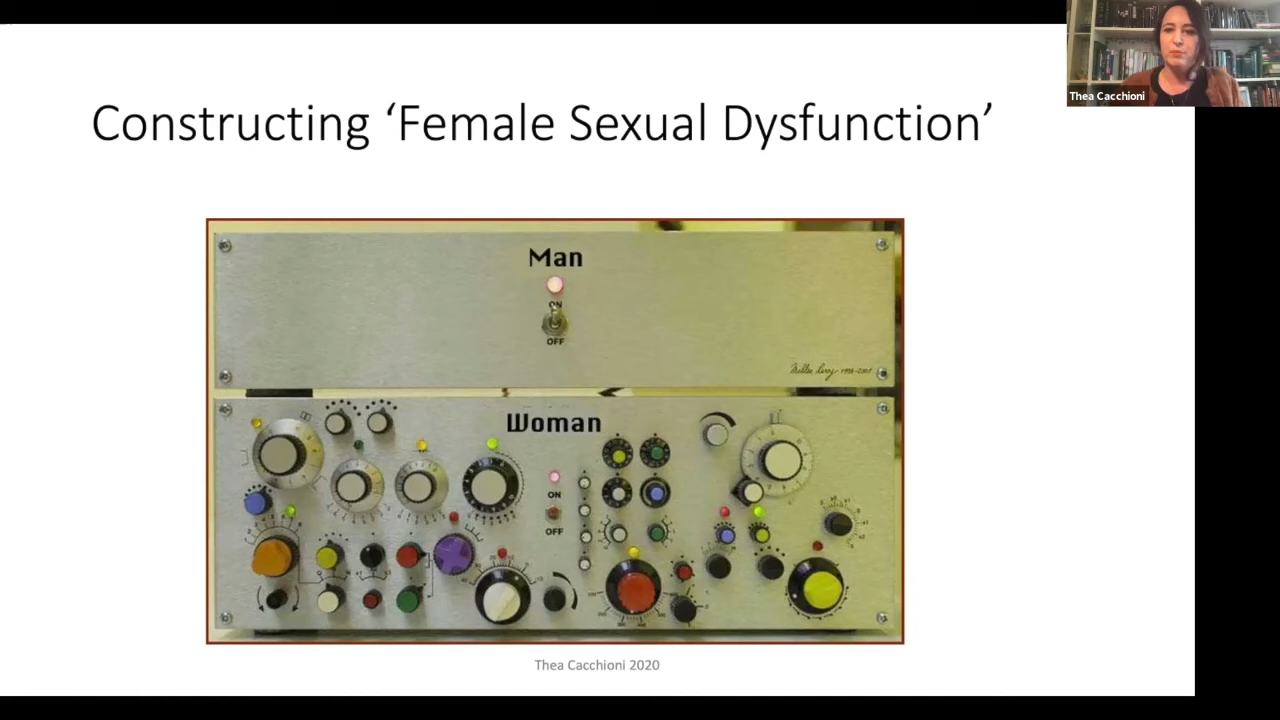 Constructing ‘Female Sexual Dysfunction’
Thea Cacchioni
Man
ON
OFF
Woman
ON
OFF
Thea Cacchioni 2020